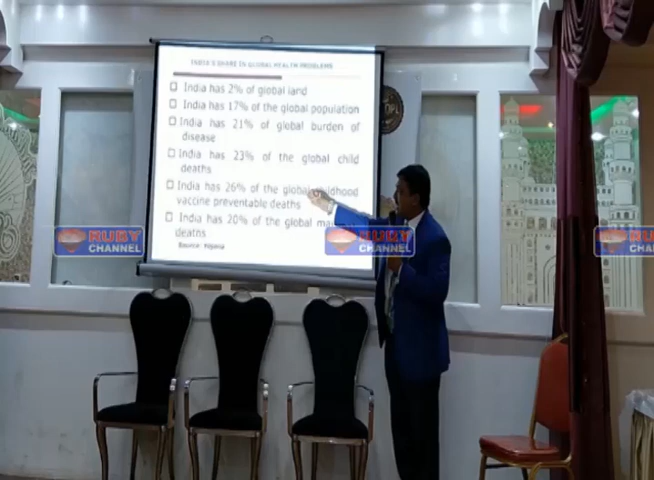 INDIA'S SHARE IN GLOBAL HEALTH PROBLEMS
India has 2% of global land
India has 17% of the global population
India has 21% of global burden of
disease
India has 23% of the global child
deaths
India has 26% of the global childhood
vaccine preventable deaths
India has 20% of the global
deaths
Source:
RUBY
CHANNEL
RUBY
CHANNEL
RUBY
CHANNEL